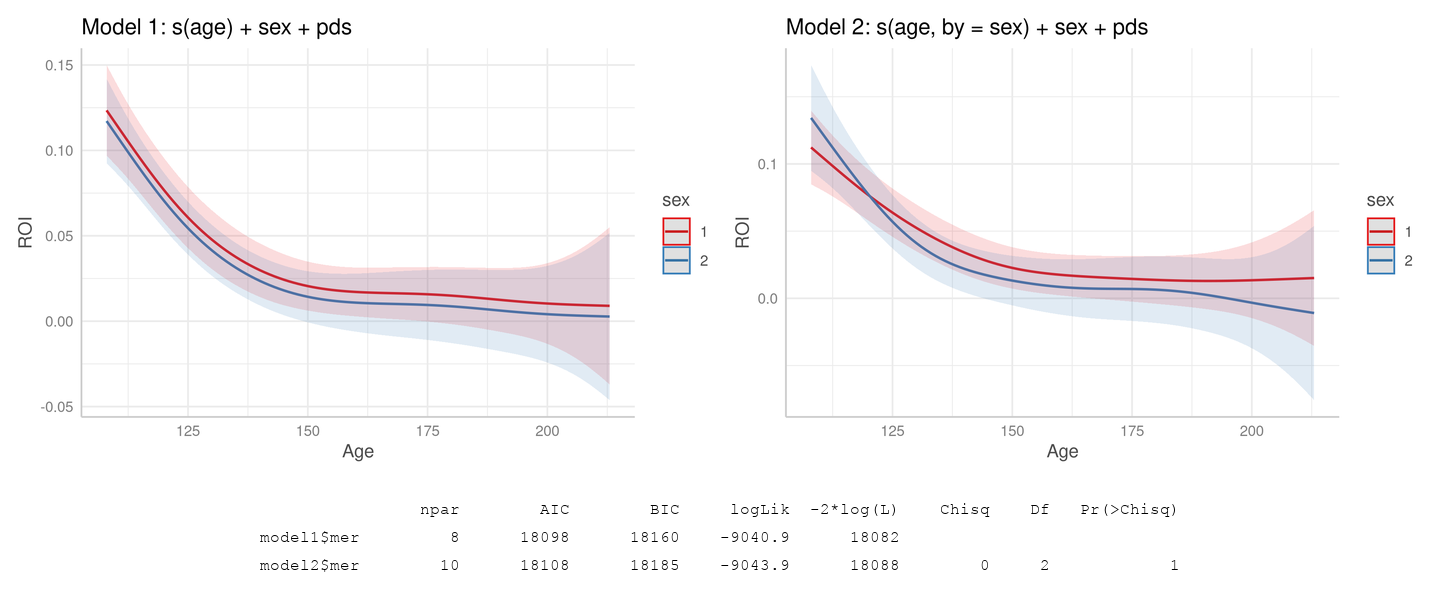 Model 1: s(age) + sex + pds
0.15
0.10
0.05
0.00
-0.05
ROI
125 150 175 200
Age
sex
1
2
Model 2: s(age, by = sex) + sex + pds
0.1
0.0
ROI
125 150 175 200
Age
sex
1
2
npar AIC BIC logLik -2*log(L) Chisq Df Pr(>Chisq)
model1$mer 8 18098 18160 -9040.9 18082
model2$mer 10 18108 18185 -9043.9 18088 0 2 1